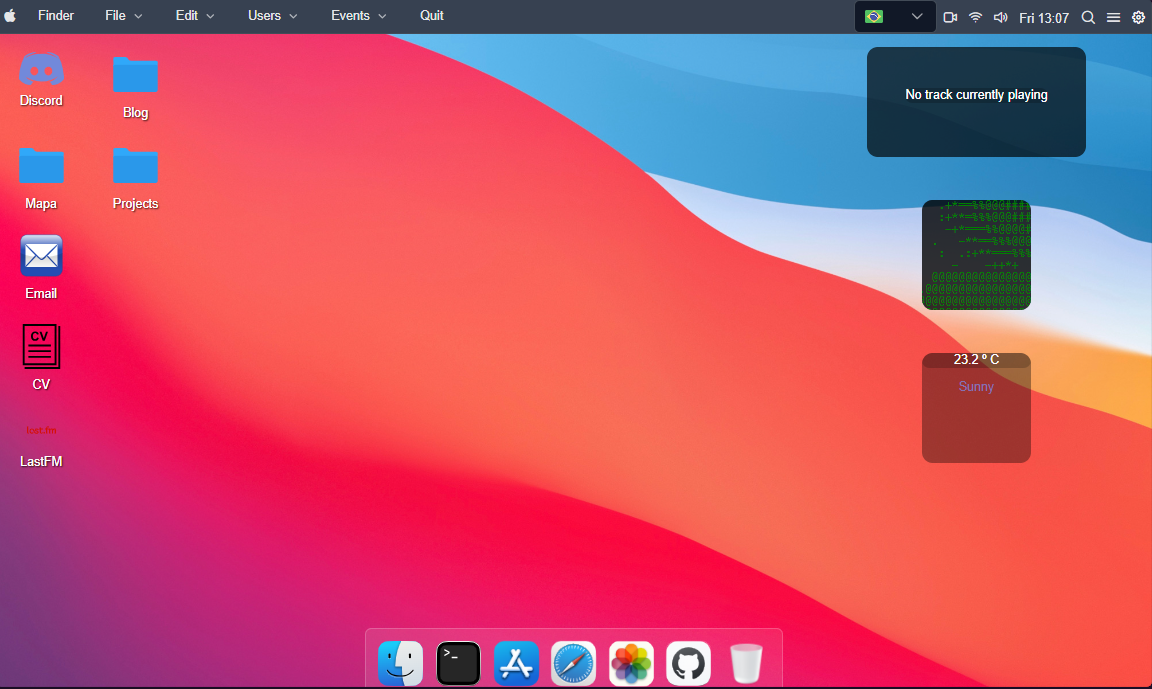 Finder File Edit Users Events Quit Fri 13:07
Discord
Blog
Mapa
Projects
Email
CV
CV
last.fm
LastFM
No track currently playing
.+*==%%@@@###
:+**==%%@@@###
-+*===%%@@@@#
. -**==%%%@@@
: .:+**===%%%
- -++*+
@@@@@@@@@@@@@@
@@@@@@@@@@@@@@@
@@@@@@@@@@@@@@@
23.2 º C
Sunny
>_